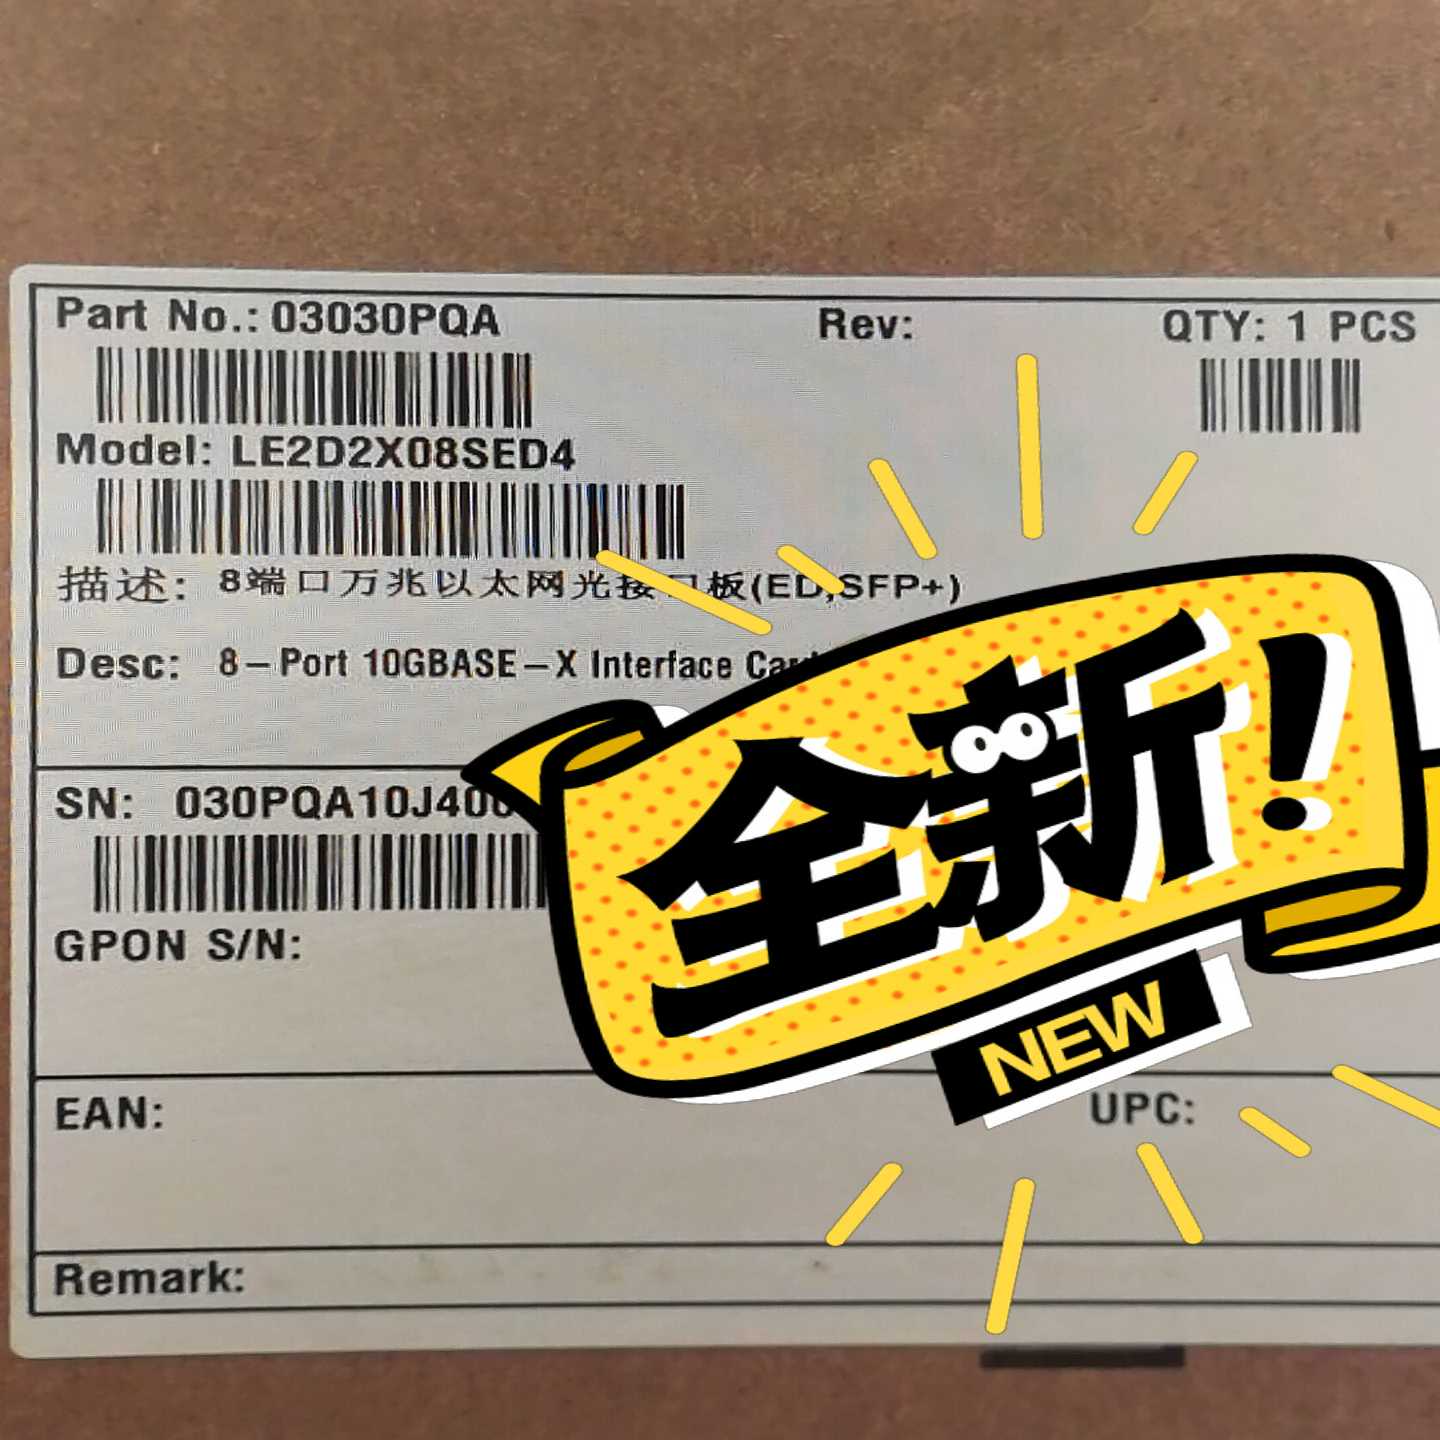 Part No.: 03030PQA
Rev:
QTY: 1 PCS
Model: LE2D2X08SED4
描述: 8端口万兆以太网光接口板(ED,SFP+)
Desc: 8-Port 10GBASE-X Interface
SN: 030PQA10J400
GPON S/N:
全新!
NEW
EAN:
UPC:
Remark: